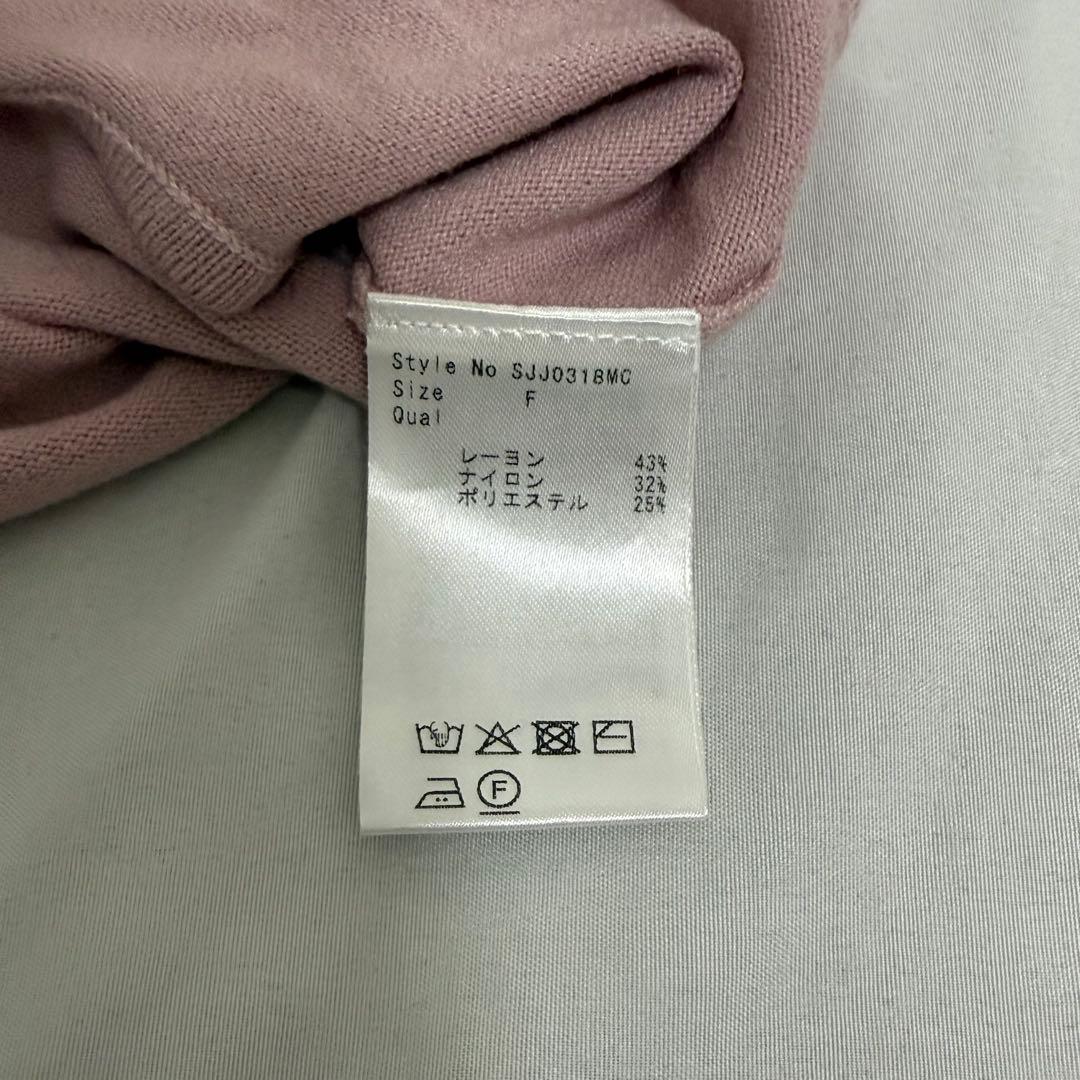 Style No SJJ0318MC
Size F
Qual
レーヨン 43%
ナイロン 32%
ポリエステル 25%
F